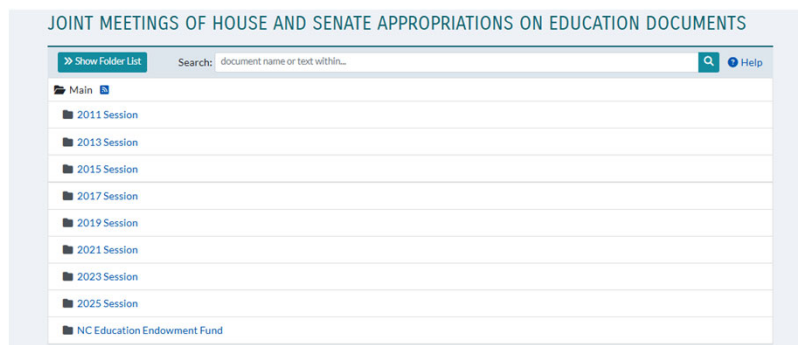 JOINT MEETINGS OF HOUSE AND SENATE APPROPRIATIONS ON EDUCATION DOCUMENTS
Show Folder List Search: document name or text within... Help
Main
2011 Session
2013 Session
2015 Session
2017 Session
2019 Session
2021 Session
2023 Session
2025 Session
NC Education Endowment Fund